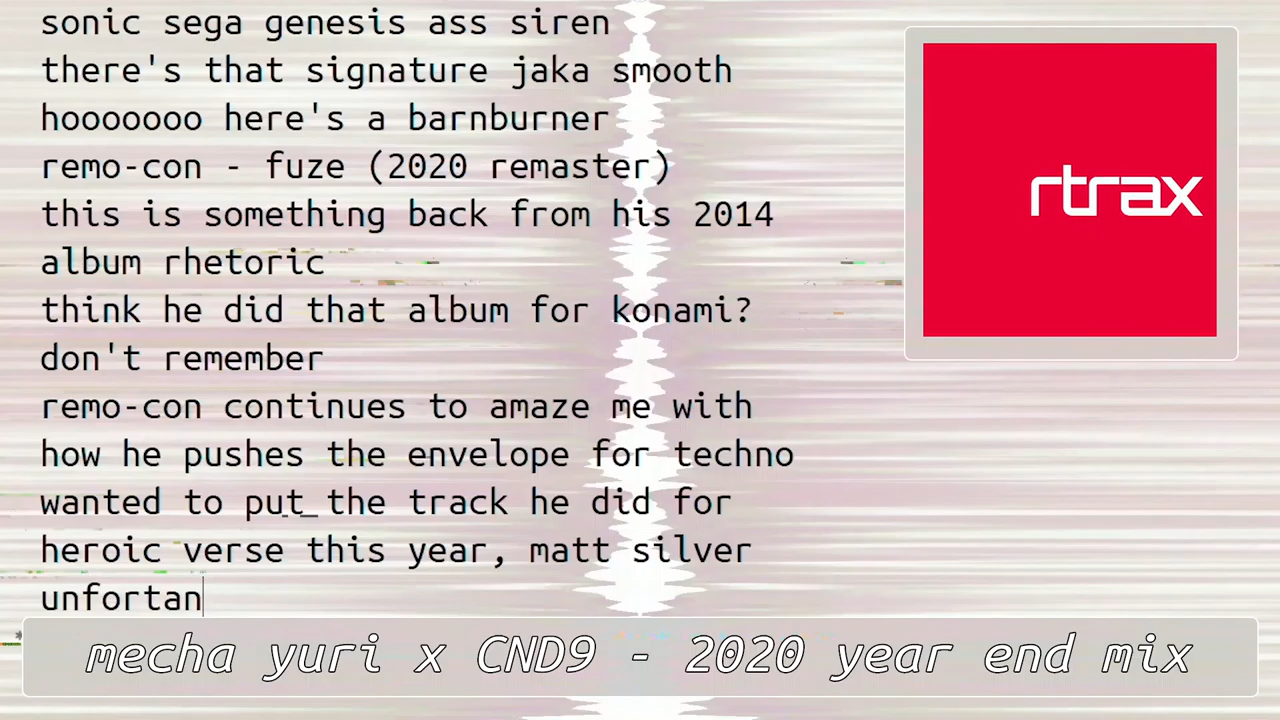 sonic sega genesis ass siren
there's that signature jaka smooth
hooooooo here's a barnburner
remo-con - fuze (2020 remaster)
this is something back from his 2014
album rhetoric
think he did that album for konami?
don't remember
remo-con continues to amaze me with
how he pushes the envelope for techno
wanted to put the track he did for
heroic verse this year, matt silver
unfortan
rtrax
mecha yuri x CND9 - 2020 year end mix